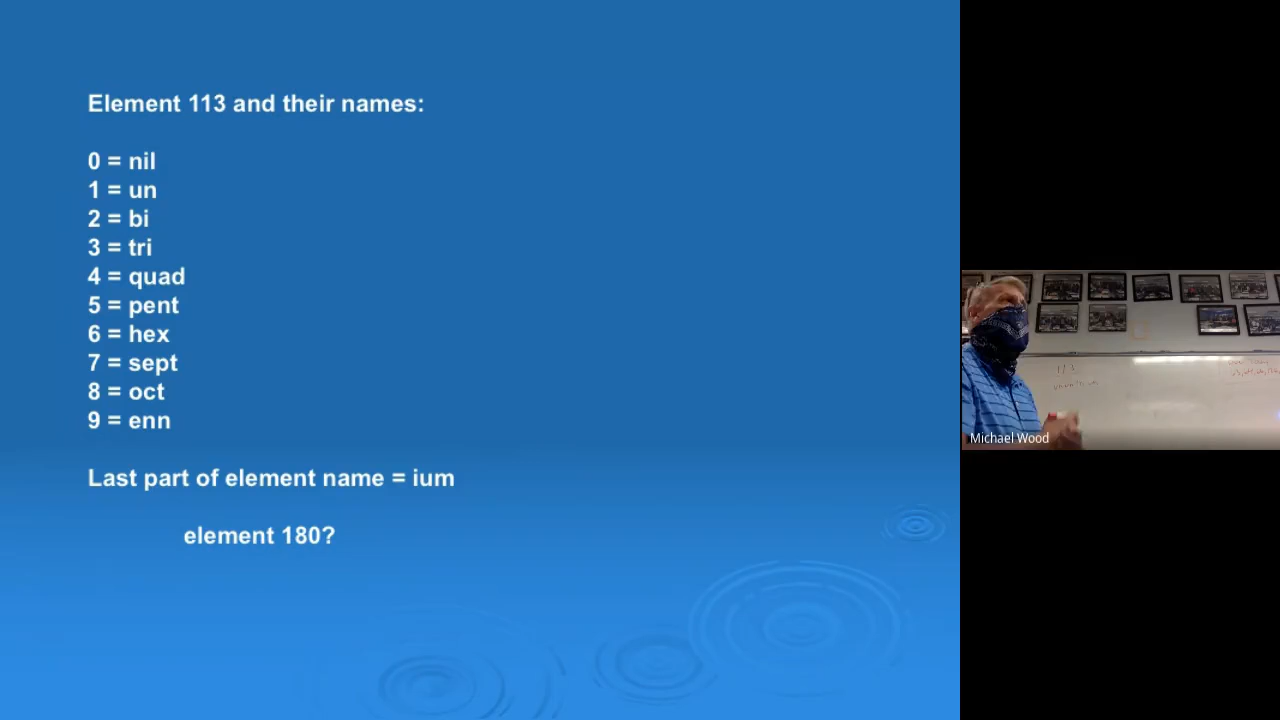 Element 113 and their names:
0 = nil
1 = un
2 = bi
3 = tri
4 = quad
5 = pent
6 = hex
7 = sept
8 = oct
9 = enn
Last part of element name = ium
element 180?
113
Michael Wood